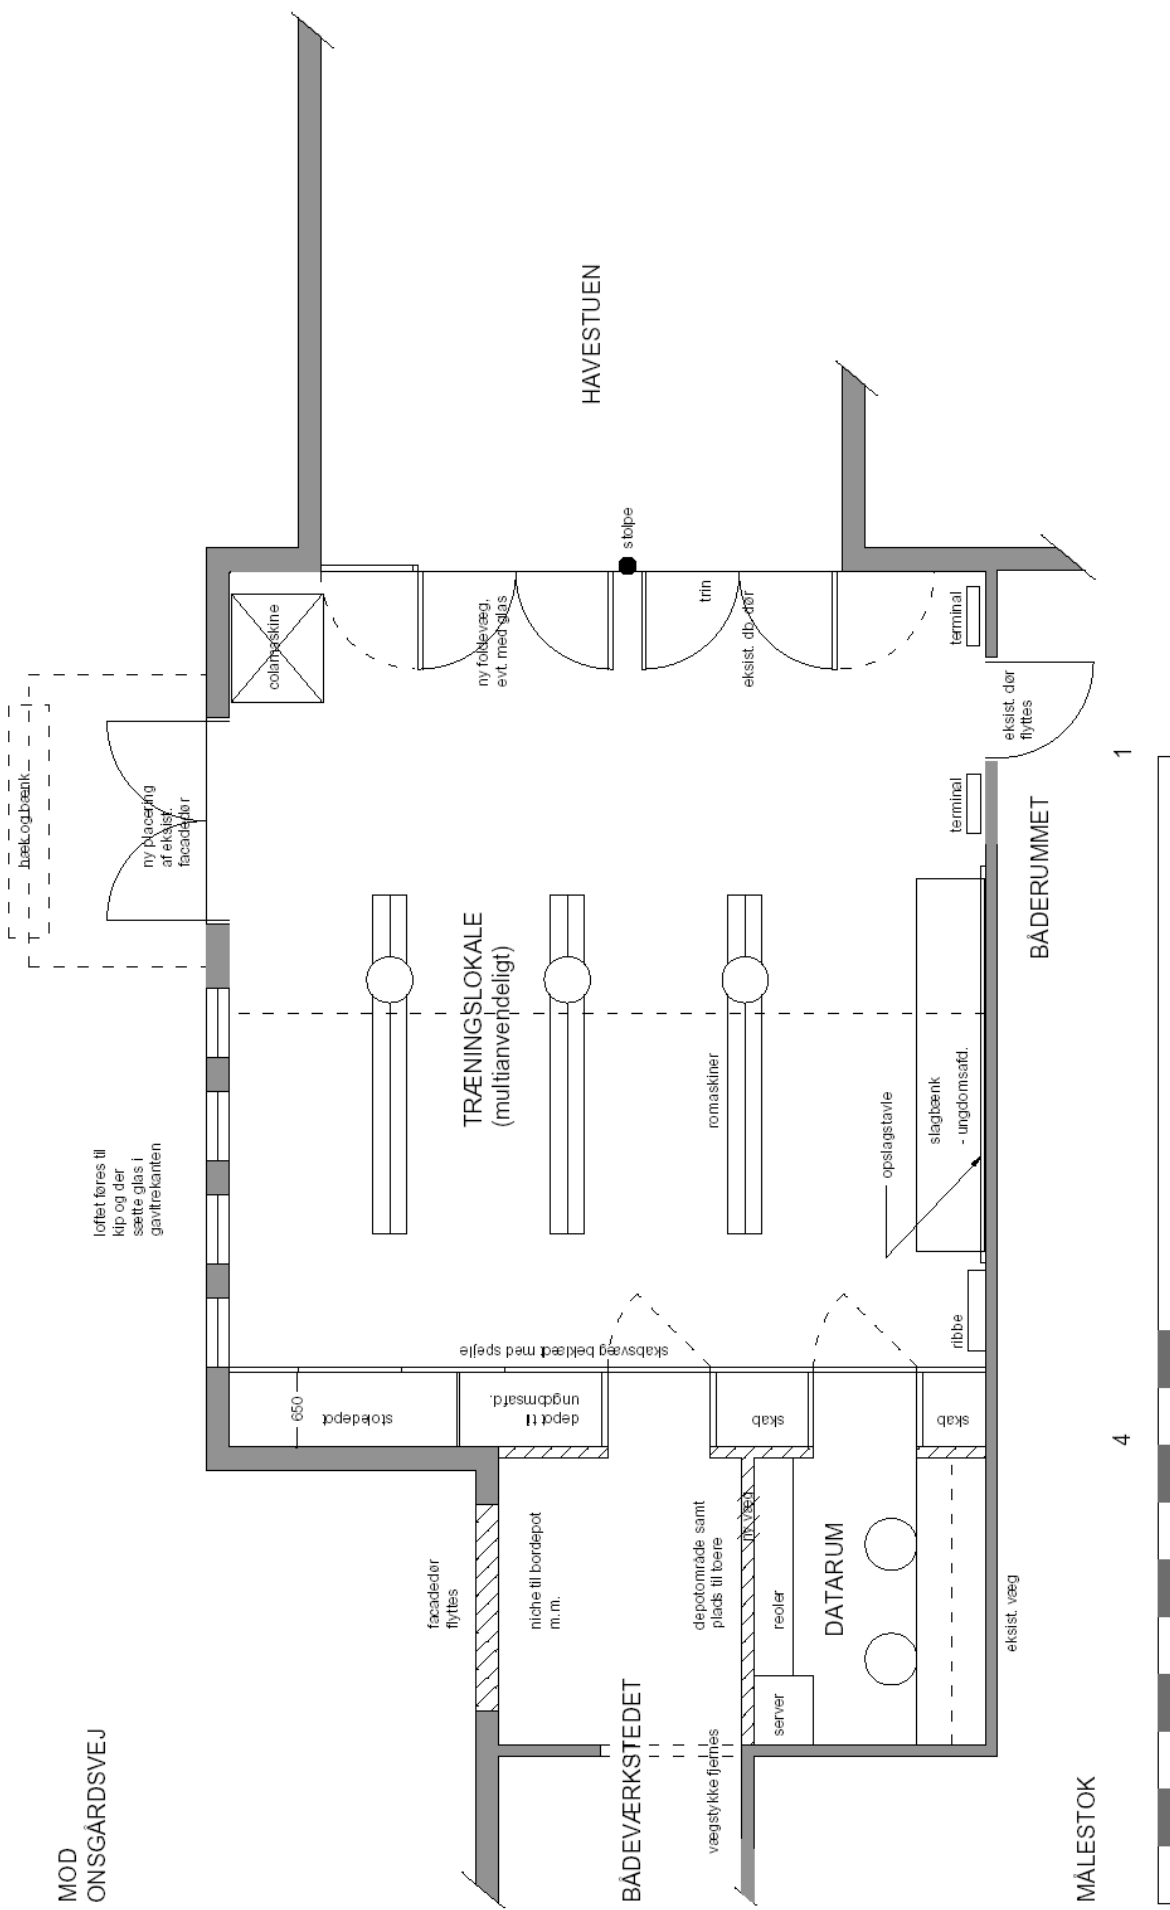 MOD
ONSGÅRDSVEJ
hæk og bænk
ny placering
af eksist.
facadedør
loftet føres til
kip og der
sætte glas i
gavltrekanten
colamaskine
HAVESTUEN
stolpe
ny foldevæg,
evt. med glas
trin
eksist. db. dør
terminal
eksist. dør
flyttes
terminal
BÅDERUMMET
TRÆNINGSLOKALE
(multianvendeligt)
romaskiner
opslagstavle
slagbænk
- ungdomsafd.
ribbe
skabsvæg beklædt med spejle
650
stoledepot
depot til
ungdomsafd.
skab
skab
facadedør
flyttes
niche til bordepot
m.m.
depotområde samt
plads til toere
ny væg
reoler
DATARUM
server
eksist. væg
BÅDEVÆRKSTEDET
vægstykke fjernes
MÅLESTOK
4
1